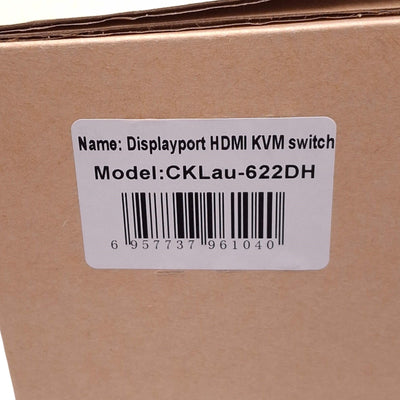 Name: Displayport HDMI KVM switch
Model:CKLau-622DH
6 957737 961040